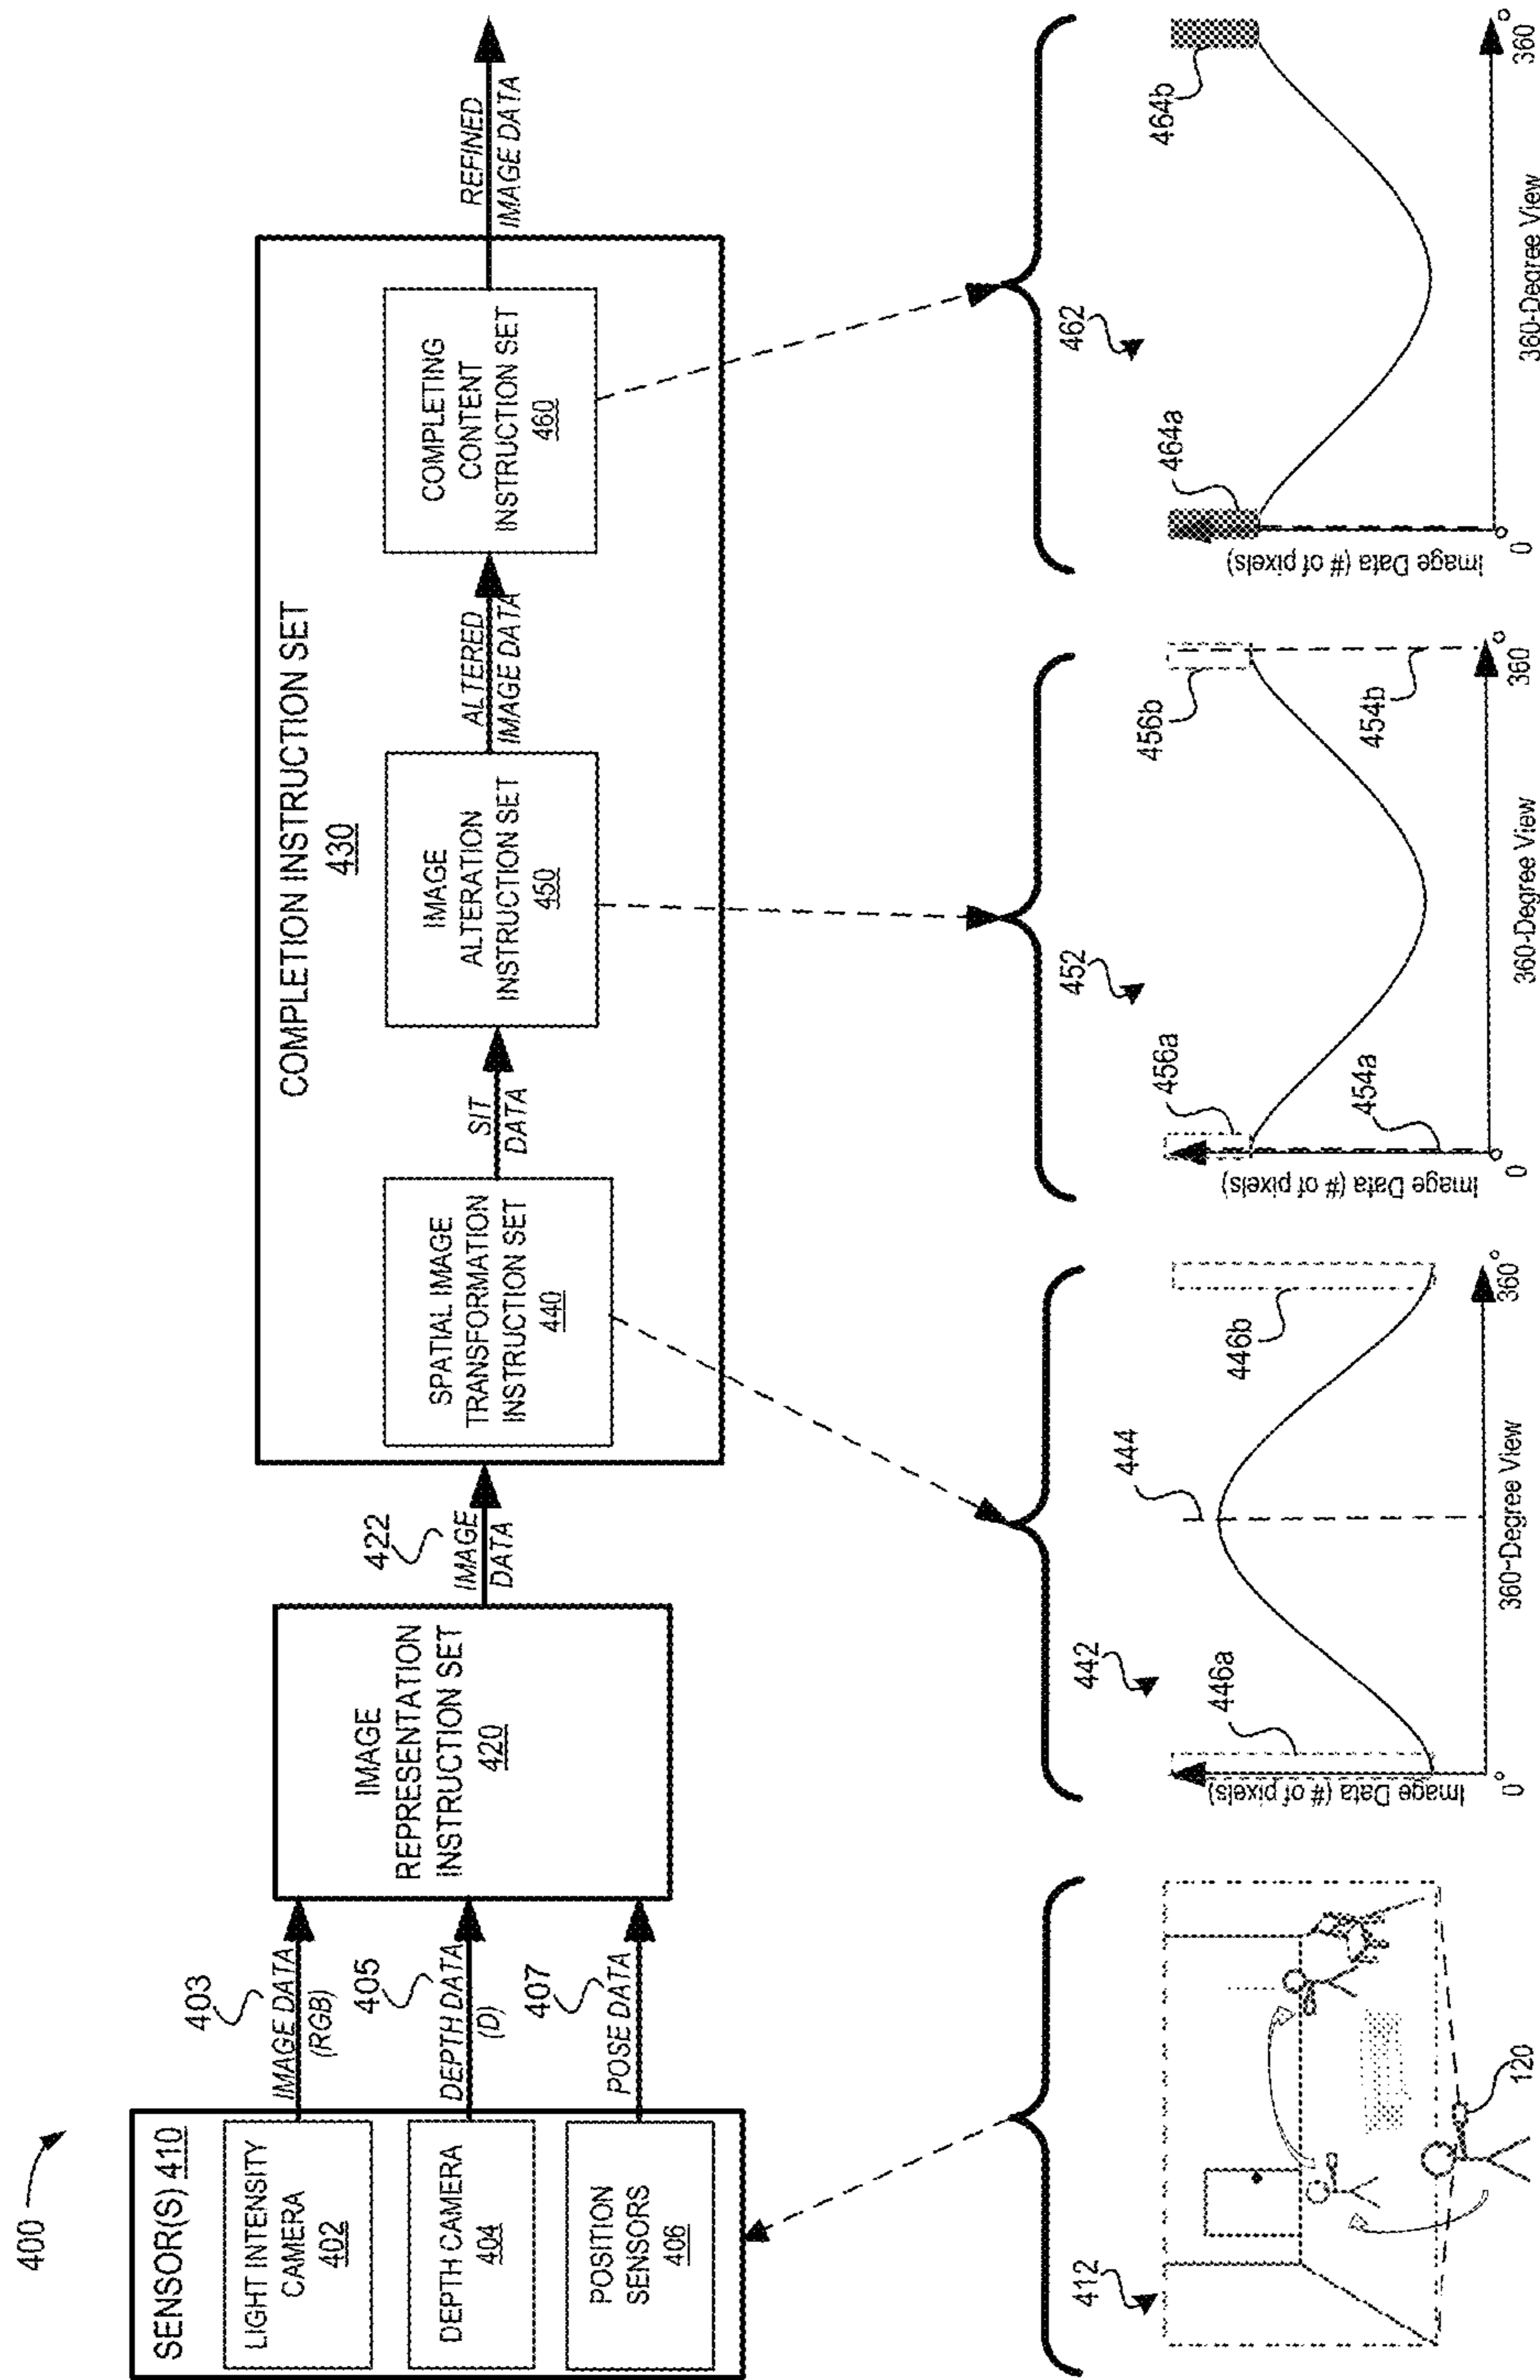 400
SENSOR(S) 410
LIGHT INTENSITY
CAMERA
402
DEPTH CAMERA
404
POSITION
SENSORS
406
403
IMAGE DATA
(RGB)
405
DEPTH DATA
(D)
407
POSE DATA
IMAGE
REPRESENTATION
INSTRUCTION SET
420
422
IMAGE
DATA
COMPLETION INSTRUCTION SET
430
SPATIAL IMAGE
TRANSFORMATION
INSTRUCTION SET
440
SIT
DATA
IMAGE
ALTERATION
INSTRUCTION SET
450
ALTERED
IMAGE DATA
COMPLETING
CONTENT
INSTRUCTION SET
460
REFINED
IMAGE DATA
412
120
442
446a
444
446b
Image Data (# of pixels)
0°
360°
360-Degree View
452
456a
456b
454a
454b
Image Data (# of pixels)
0°
360°
360-Degree View
462
464a
464b
Image Data (# of pixels)
0°
360°
360-Degree View